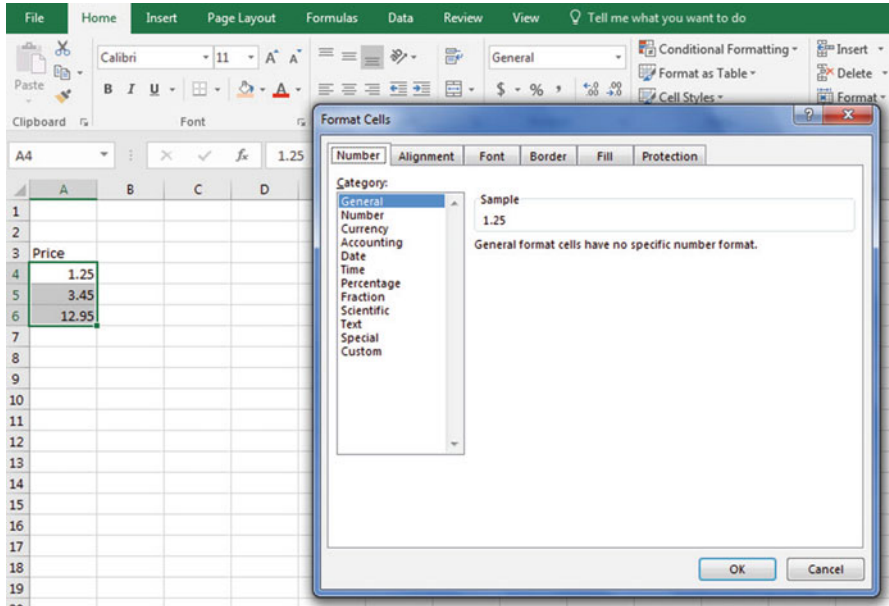 File Home Insert Page Layout Formulas Data Review View Tell me what you want to do
Calibri 11 A A General Conditional Formatting Insert
Paste B I U A $ % , .0 .00 Format as Table Delete
Cell Styles Format
Clipboard Font
Format Cells
A4 fx 1.25
Number Alignment Font Border Fill Protection
A B C D
1
2
3 Price
4 1.25
5 3.45
6 12.95
7
8
9
10
11
12
13
14
15
16
17
18
19
Category:
General
Number
Currency
Accounting
Date
Time
Percentage
Fraction
Scientific
Text
Special
Custom
Sample
1.25
General format cells have no specific number format.
OK Cancel